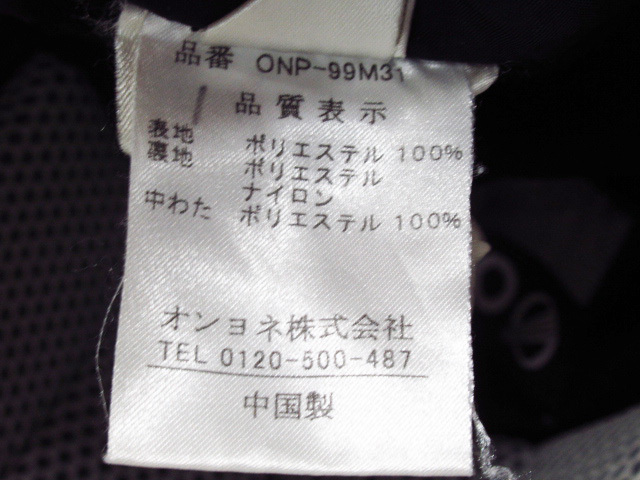 品番 ONP-99M31
品質表示
表地 ポリエステル 100%
裏地 ポリエステル
ナイロン
中わた ポリエステル 100%
オンヨネ株式会社
TEL 0120-500-487
中国製